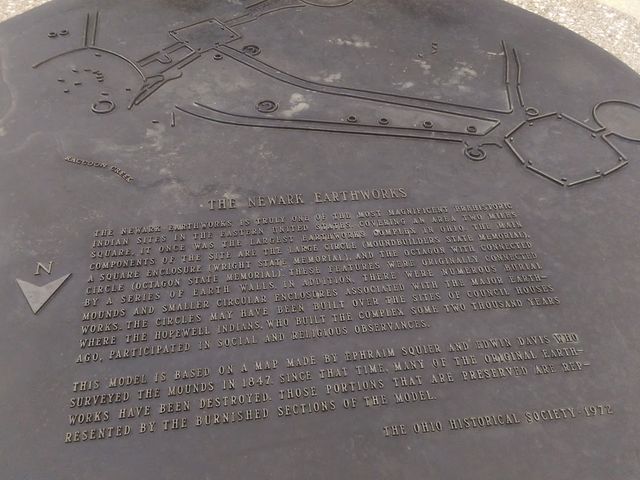 S
RACCOON CREEK
THE NEWARK EARTHWORKS
THE NEWARK EARTHWORKS IS TRULY ONE OF THE MOST MAGNIFICENT PREHISTORIC
INDIAN SITES IN THE EASTERN UNITED STATES. COVERING AN AREA TWO MILES
SQUARE, IT ONCE WAS THE LARGEST EARTHWORKS COMPLEX IN OHIO. THE MAIN
COMPONENTS OF THE SITE ARE THE LARGE CIRCLE (MOUNDBUILDERS STATE MEMORIAL),
A SQUARE ENCLOSURE (WRIGHT STATE MEMORIAL), AND THE OCTAGON WITH CONNECTED
CIRCLE (OCTAGON STATE MEMORIAL). THESE FEATURES WERE ORIGINALLY CONNECTED
BY A SERIES OF EARTH WALLS. IN ADDITION, THERE WERE NUMEROUS BURIAL
MOUNDS AND SMALLER CIRCULAR ENCLOSURES ASSOCIATED WITH THE MAJOR EARTH-
WORKS. THE CIRCLES MAY HAVE BEEN BUILT OVER THE SITES OF COUNCIL HOUSES
WHERE THE HOPEWELL INDIANS, WHO BUILT THE COMPLEX SOME TWO THOUSAND YEARS
AGO, PARTICIPATED IN SOCIAL AND RELIGIOUS OBSERVANCES.
N
THIS MODEL IS BASED ON A MAP MADE BY EPHRAIM SQUIER AND EDWIN DAVIS WHO
SURVEYED THE MOUNDS IN 1847. SINCE THAT TIME, MANY OF THE ORIGINAL EARTH-
WORKS HAVE BEEN DESTROYED. THOSE PORTIONS THAT ARE PRESERVED ARE REP-
RESENTED BY THE BURNISHED SECTIONS OF THE MODEL.
THE OHIO HISTORICAL SOCIETY-1972